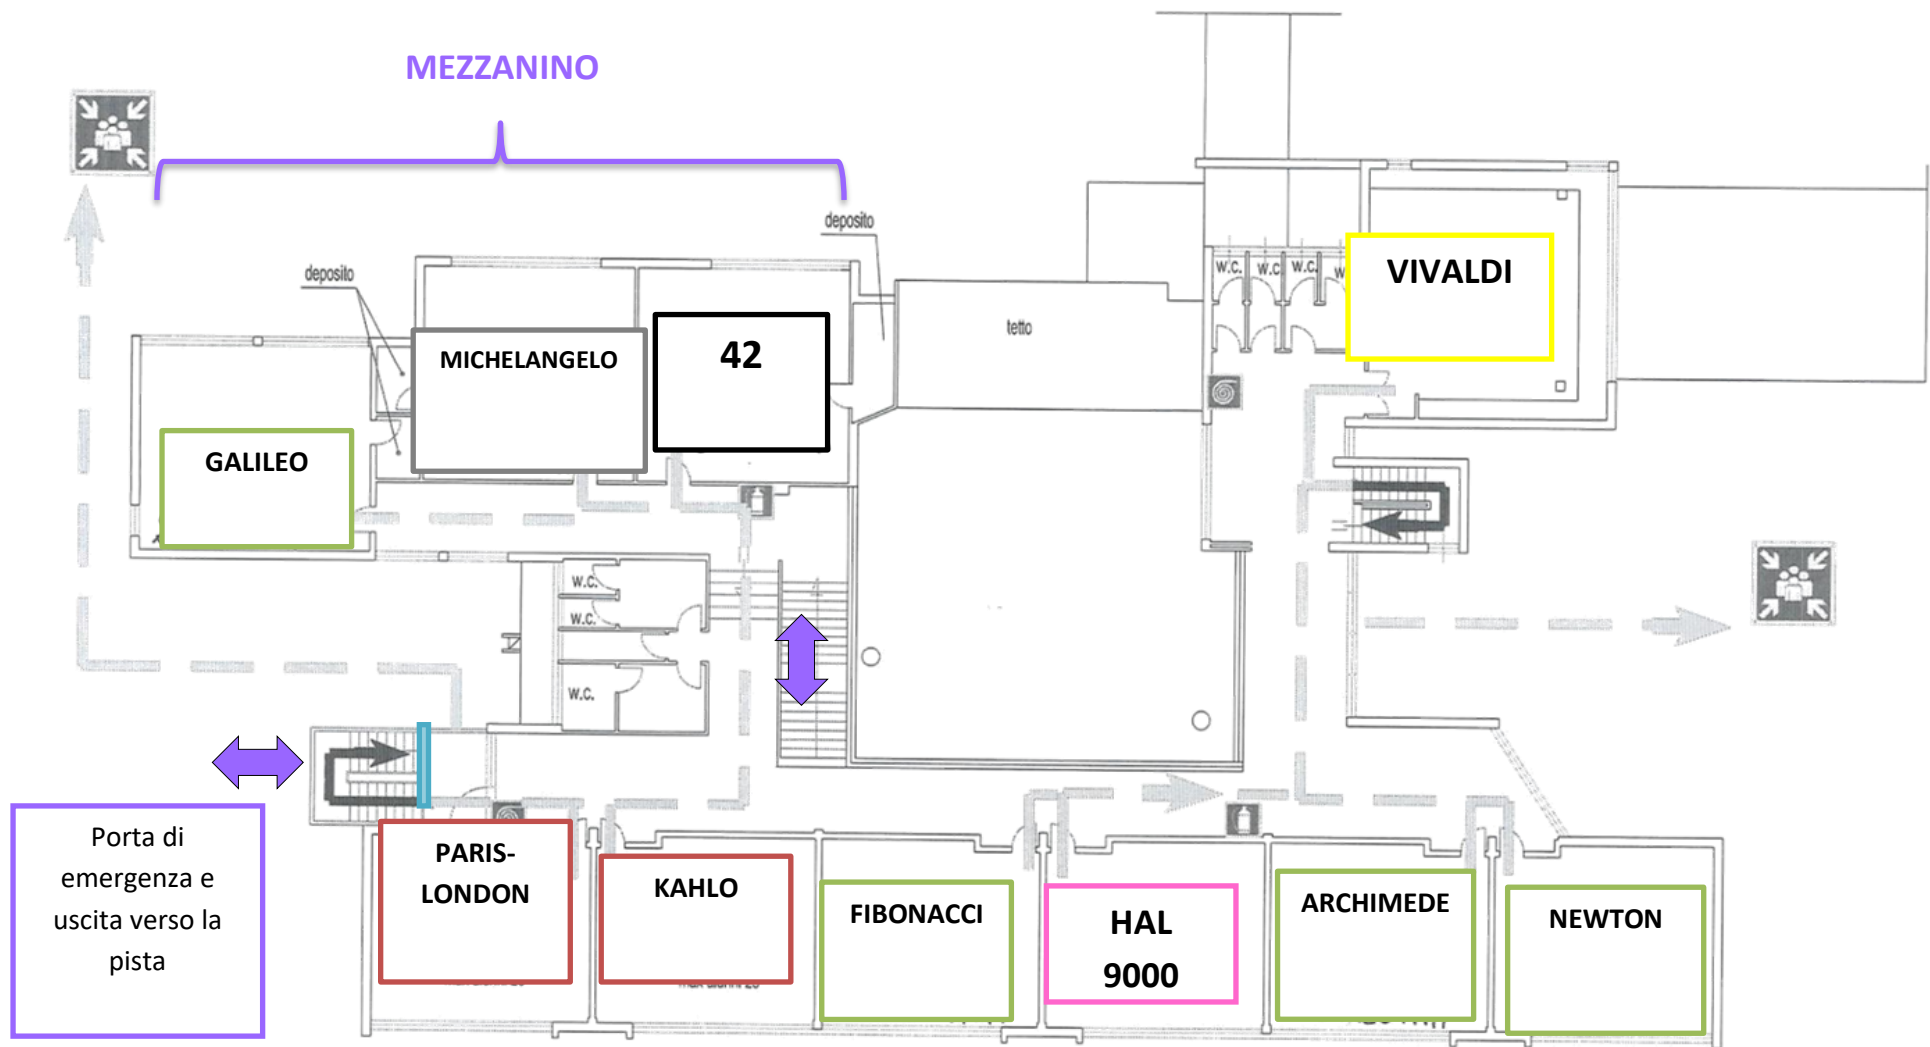 MEZZANINO
deposito
deposito
W.C.
W.C.
W.C.
W
VIVALDI
tetto
MICHELANGELO
42
GALILEO
W.C.
W.C.
W.C.
Porta di
emergenza e
uscita verso la
pista
PARIS-
LONDON
KAHLO
FIBONACCI
HAL
9000
ARCHIMEDE
NEWTON